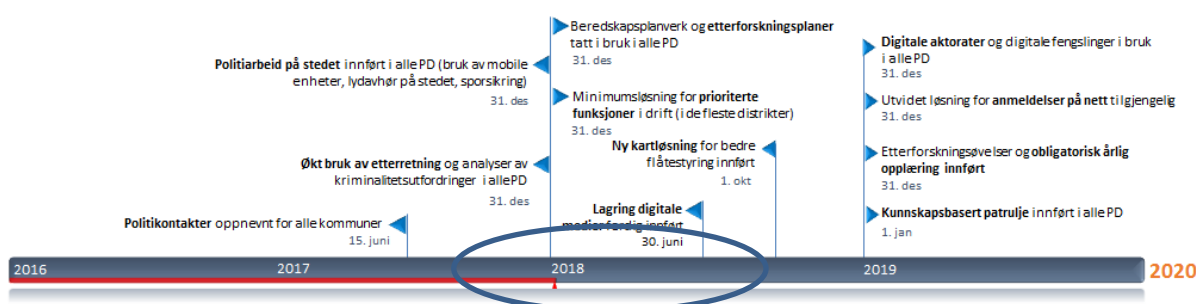 Beredskapsplanverk og etterforskningsplaner
tatt i bruk i alle PD
31. des
Politiarbeid på stedet innført i alle PD (bruk av mobile
enheter, lydavhør på stedet, sporsikring)
31. des
Minimumsløsning for prioriterte
funksjoner i drift (i de fleste distrikter)
31. des
Økt bruk av etterretning og analyser av
kriminalitetsutfordringer i alle PD
31. des
Ny kartløsning for bedre
flåtestyring innført
1. okt
Politikontakter oppnevnt for alle kommuner
15. juni
Lagring digitale
medier ferdig innført
30. juni
Digitale aktorater og digitale fengslinger i bruk
i alle PD
31. des
Utvidet løsning for anmeldelser på nett tilgjengelig
31. des
Etterforskningsøvelser og obligatorisk årlig
opplæring innført
31. des
Kunnskapsbasert patrulje innført i alle PD
1. jan
2016 2017 2018 2019 2020